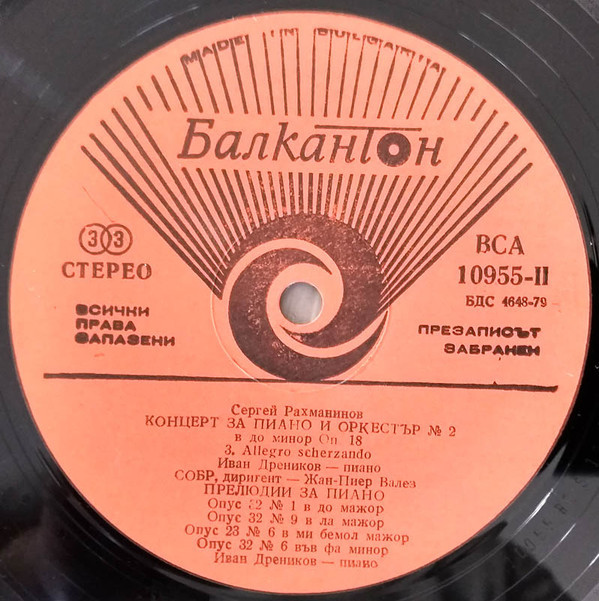 MADE IN BULGARIA
Балкантон
33
СТЕРЕО
ВСА
10955-II
БДС 4648-79
ВСИЧКИ
ПРАВА
ЗАПАЗЕНИ
ПРЕЗАПИСЪТ
ЗАБРАНЕН
Сергей Рахманинов
КОНЦЕРТ ЗА ПИАНО И ОРКЕСТЪР № 2
в до минор Оп. 18
3. Allegro scherzando
Иван Дреников — пиано
СОБР, диригент — Жан-Пиер Валез
ПРЕЛЮДИИ ЗА ПИАНО
Опус 32 № 1 в до мажор
Опус 32 № 9 в ла мажор
Опус 23 № 6 в ми бемол мажор
Опус 32 № 6 във фа минор
Иван Дреников — пиано